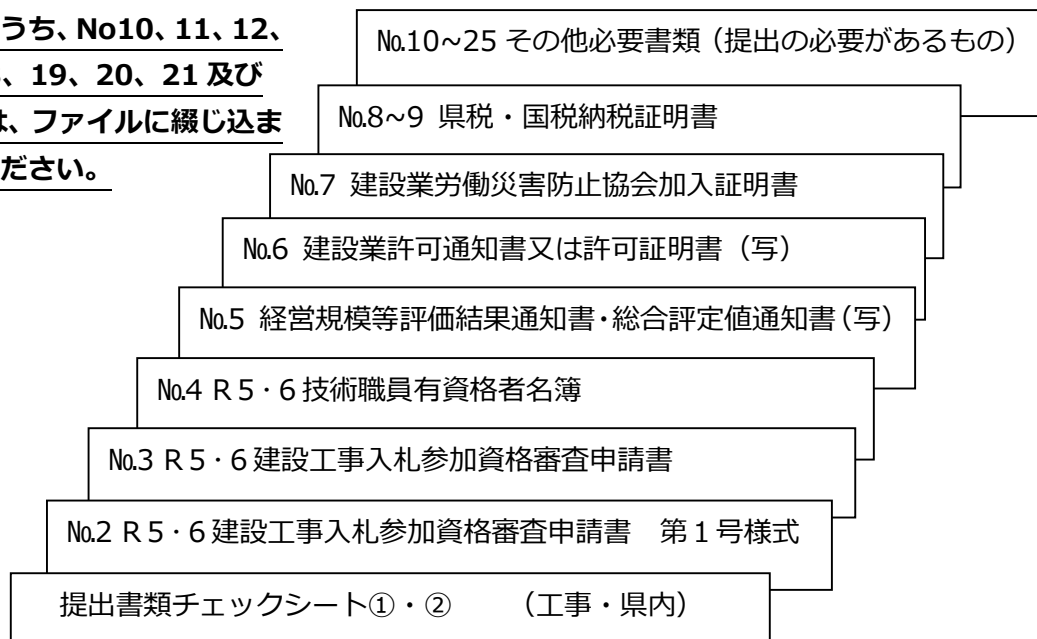 うち、No10、11、12、
、19、20、21 及び
、ファイルに綴じ込ま
ださい。
№10~25 その他必要書類（提出の必要があるもの）
№8~9 県税・国税納税証明書
№7 建設業労働災害防止協会加入証明書
№6 建設業許可通知書又は許可証明書（写）
№5 経営規模等評価結果通知書・総合評定値通知書（写）
№4 R５・６技術職員有資格者名簿
№3 R５・６建設工事入札参加資格審査申請書
№2 R５・６建設工事入札参加資格審査申請書　第１号様式
提出書類チェックシート①・②　　（工事・県内）